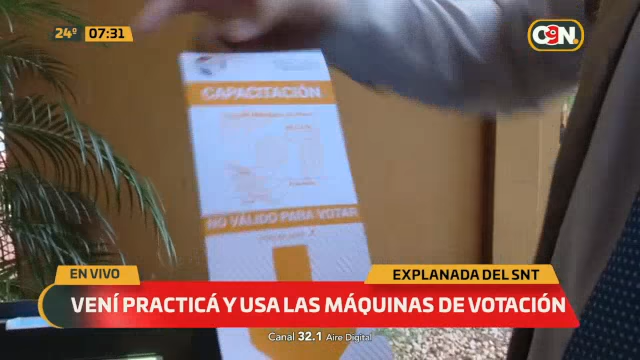 24º 07:31
C9N
CAPACITACIÓN
NO VÁLIDO PARA VOTAR
EN VIVO
EXPLANADA DEL SNT
VENÍ PRACTICÁ Y USA LAS MÁQUINAS DE VOTACIÓN
Canal 32.1 Aire Digital